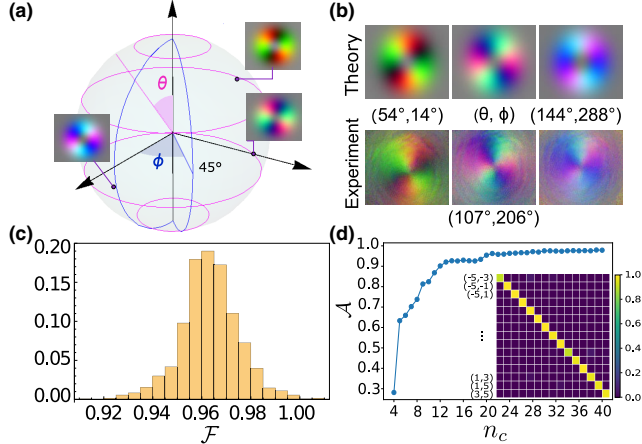 (a)
θ
ϕ
45°
(b)
Theory
(54°,14°) (θ, ϕ) (144°,288°)
Experiment
(107°,206°)
(c)
0.20
0.15
0.10
0.05
0.00
0.92 0.94 0.96 0.98 1.00
ℱ
(d)
1.0
0.9
0.8
0.7
0.6
0.5
0.4
0.3
𝒜
4 8 12 16 20 24 28 32 36 40
n_c
(-5,-3)
(-5,-1)
(-5,1)
⋮
(1,3)
(1,5)
(3,5)
1.0
0.8
0.6
0.4
0.2
0.0